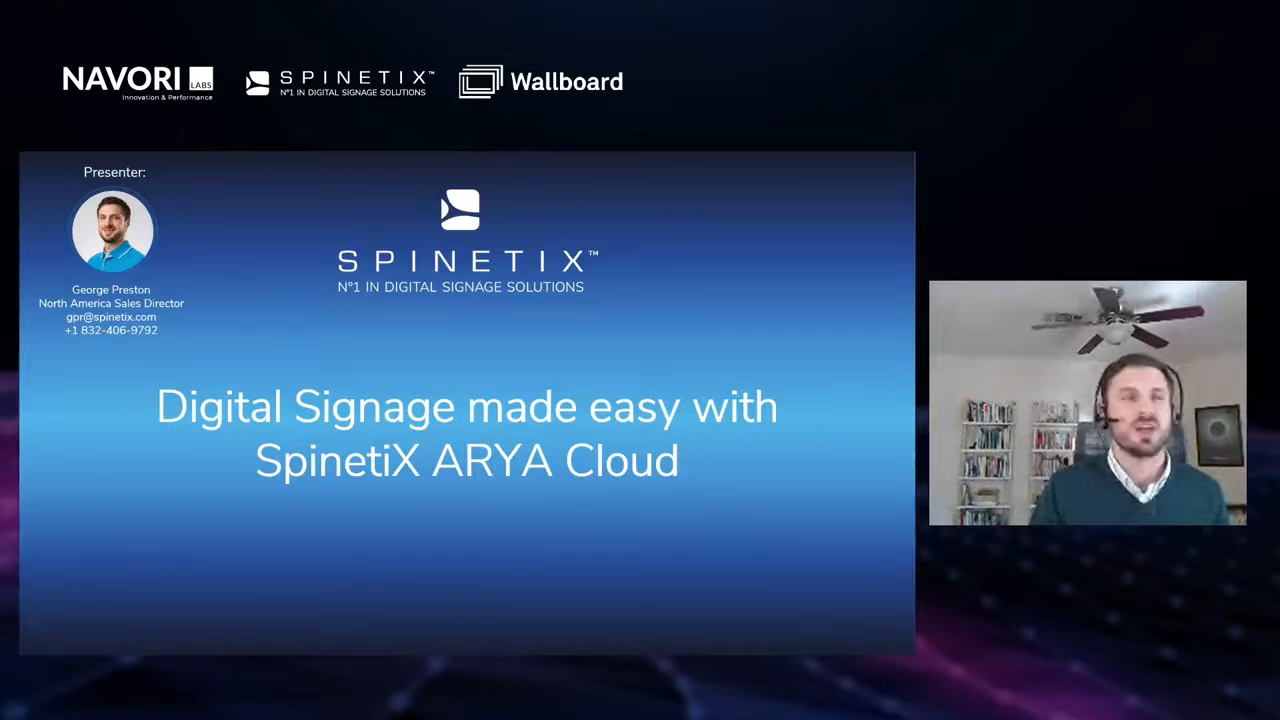 NAVORI LABS
Innovation & Performance
SPINETIX™
N°1 IN DIGITAL SIGNAGE SOLUTIONS
Wallboard
Presenter:
George Preston
North America Sales Director
gpr@spinetix.com
+1 832-406-9792
SPINETIX™
N°1 IN DIGITAL SIGNAGE SOLUTIONS
Digital Signage made easy with
SpinetiX ARYA Cloud